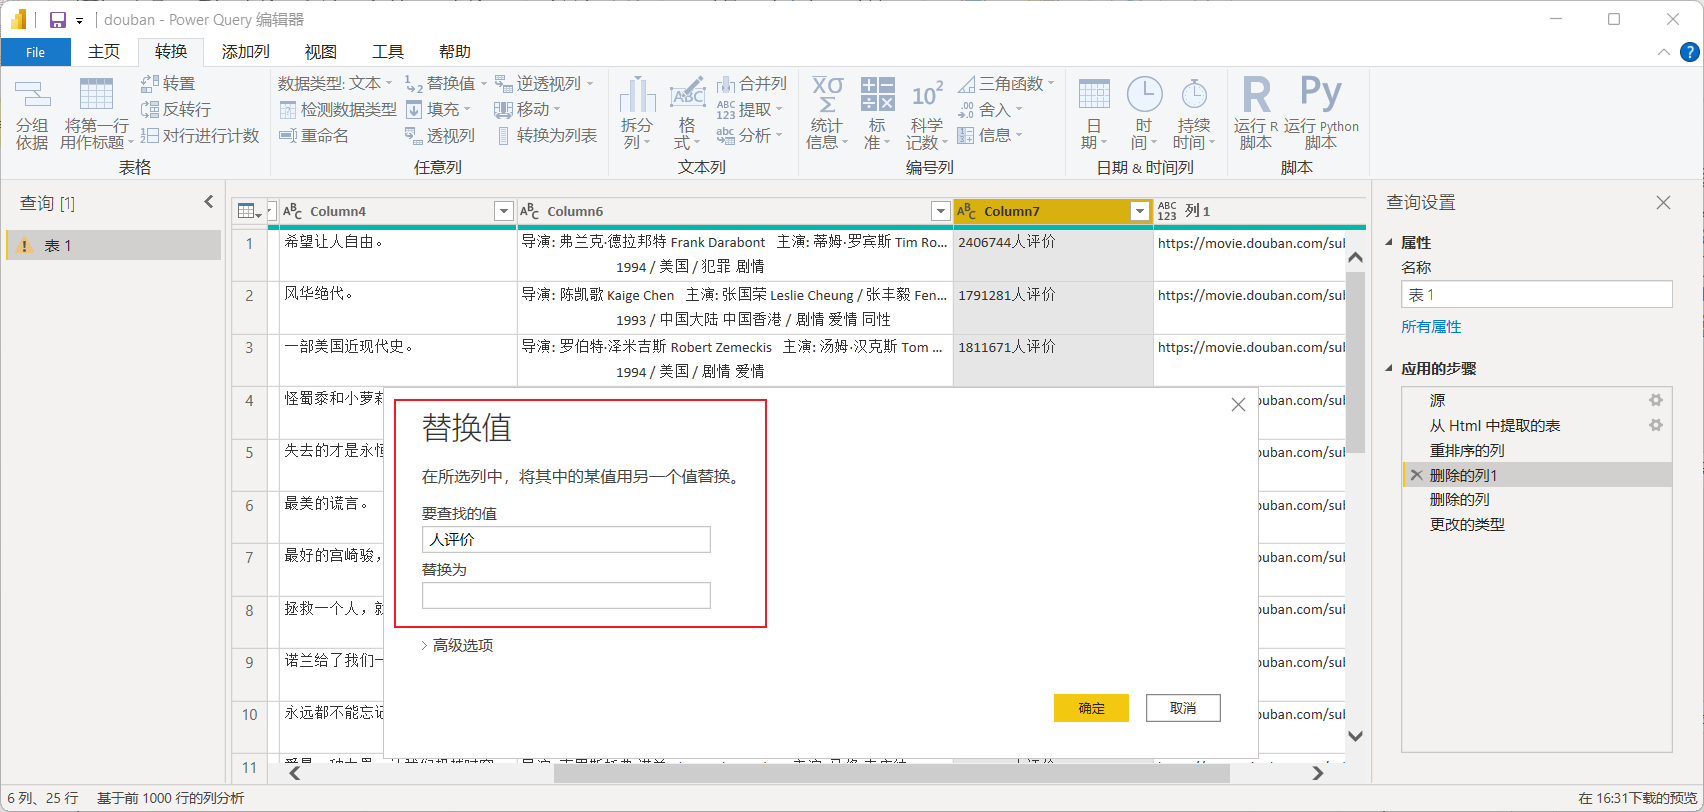 douban - Power Query 编辑器
File 主页 转换 添加列 视图 工具 帮助
分组依据
将第一行用作标题
转置
反转行
对行进行计数
表格
数据类型: 文本
检测数据类型
重命名
替换值
填充
透视列
逆透视列
移动
转换为列表
任意列
拆分列
格式
合并列
提取
分析
文本列
统计信息
标准
科学记数
三角函数
舍入
信息
编号列
日期
时间
持续时间
日期 & 时间列
运行 R 脚本
运行 Python 脚本
脚本
查询 [1]
表 1
Column4 Column6 Column7 列 1
1 希望让人自由。 导演: 弗兰克·德拉邦特 Frank Darabont 主演: 蒂姆·罗宾斯 Tim Ro... 2406744人评价 https://movie.douban.com/sul
1994 / 美国 / 犯罪 剧情
2 风华绝代。 导演: 陈凯歌 Kaige Chen 主演: 张国荣 Leslie Cheung / 张丰毅 Fen... 1791281人评价 https://movie.douban.com/sul
1993 / 中国大陆 中国香港 / 剧情 爱情 同性
3 一部美国近现代史。 导演: 罗伯特·泽米吉斯 Robert Zemeckis 主演: 汤姆·汉克斯 Tom ... 1811671人评价 https://movie.douban.com/sul
1994 / 美国 / 剧情 爱情
4 怪蜀黍和小萝莉 ouban.com/sul
5 失去的才是永恒 ouban.com/sul
6 最美的谎言。 ouban.com/sul
7 最好的宫崎骏， ouban.com/sul
8 拯救一个人，就 ouban.com/sul
9 诺兰给了我们一 ouban.com/sul
10 永远都不能忘记 ouban.com/sul
11
替换值
在所选列中，将其中的某值用另一个值替换。
要查找的值
人评价
替换为
高级选项
确定 取消
查询设置
属性
名称
表 1
所有属性
应用的步骤
源
从 Html 中提取的表
重排序的列
删除的列1
删除的列
更改的类型
6 列、25 行 基于前 1000 行的列分析
在 16:31下载的预览